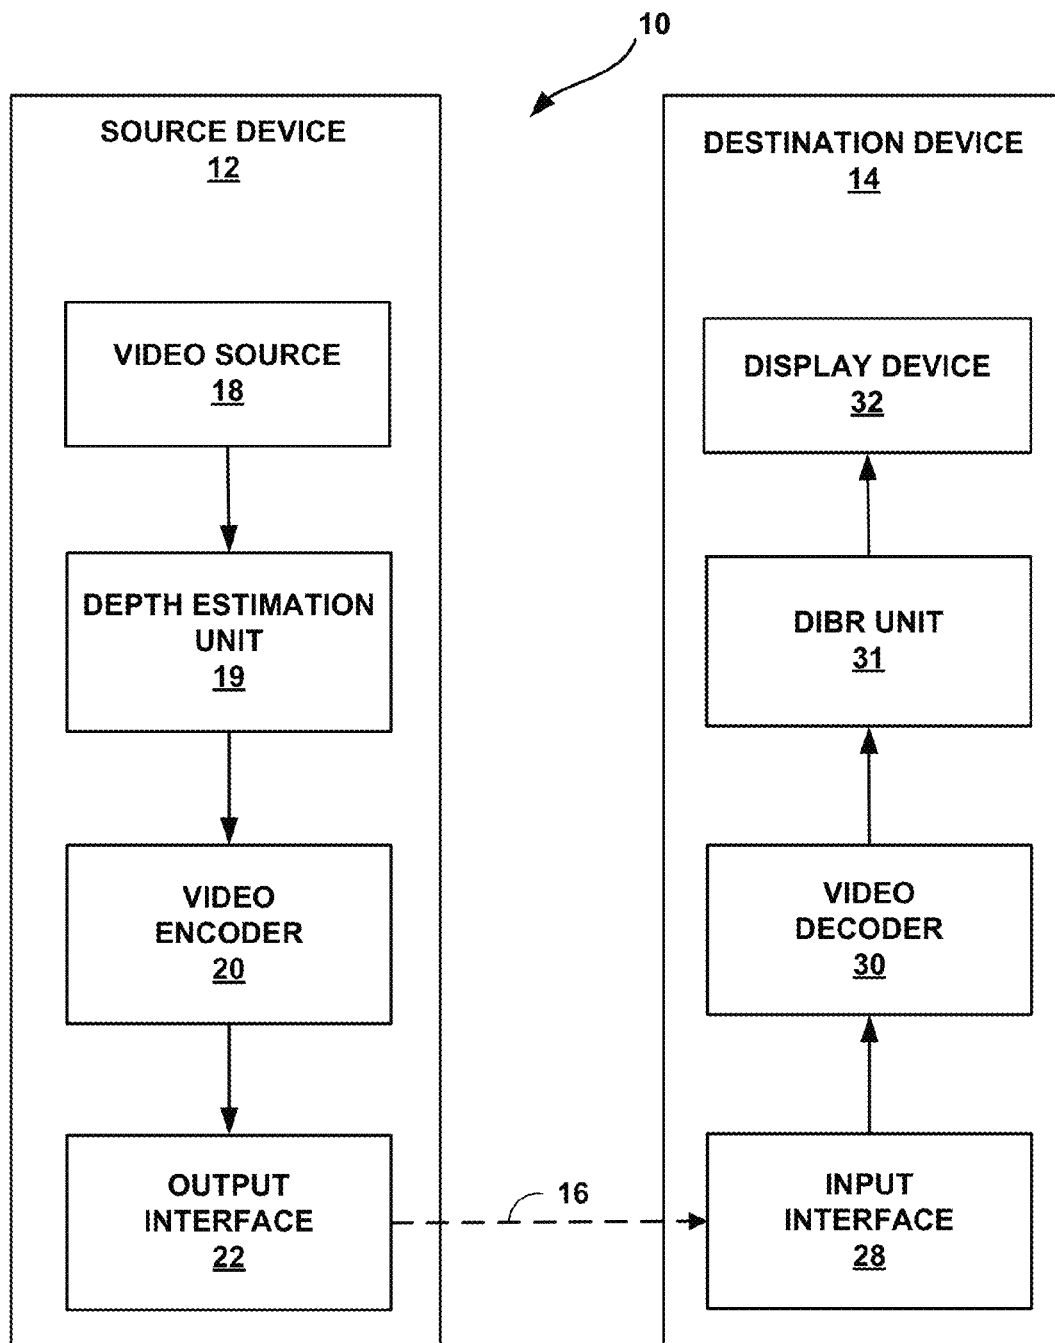 10
SOURCE DEVICE
12
VIDEO SOURCE
18
DEPTH ESTIMATION
UNIT
19
VIDEO
ENCODER
20
OUTPUT
INTERFACE
22
16
DESTINATION DEVICE
14
DISPLAY DEVICE
32
DIBR UNIT
31
VIDEO
DECODER
30
INPUT
INTERFACE
28